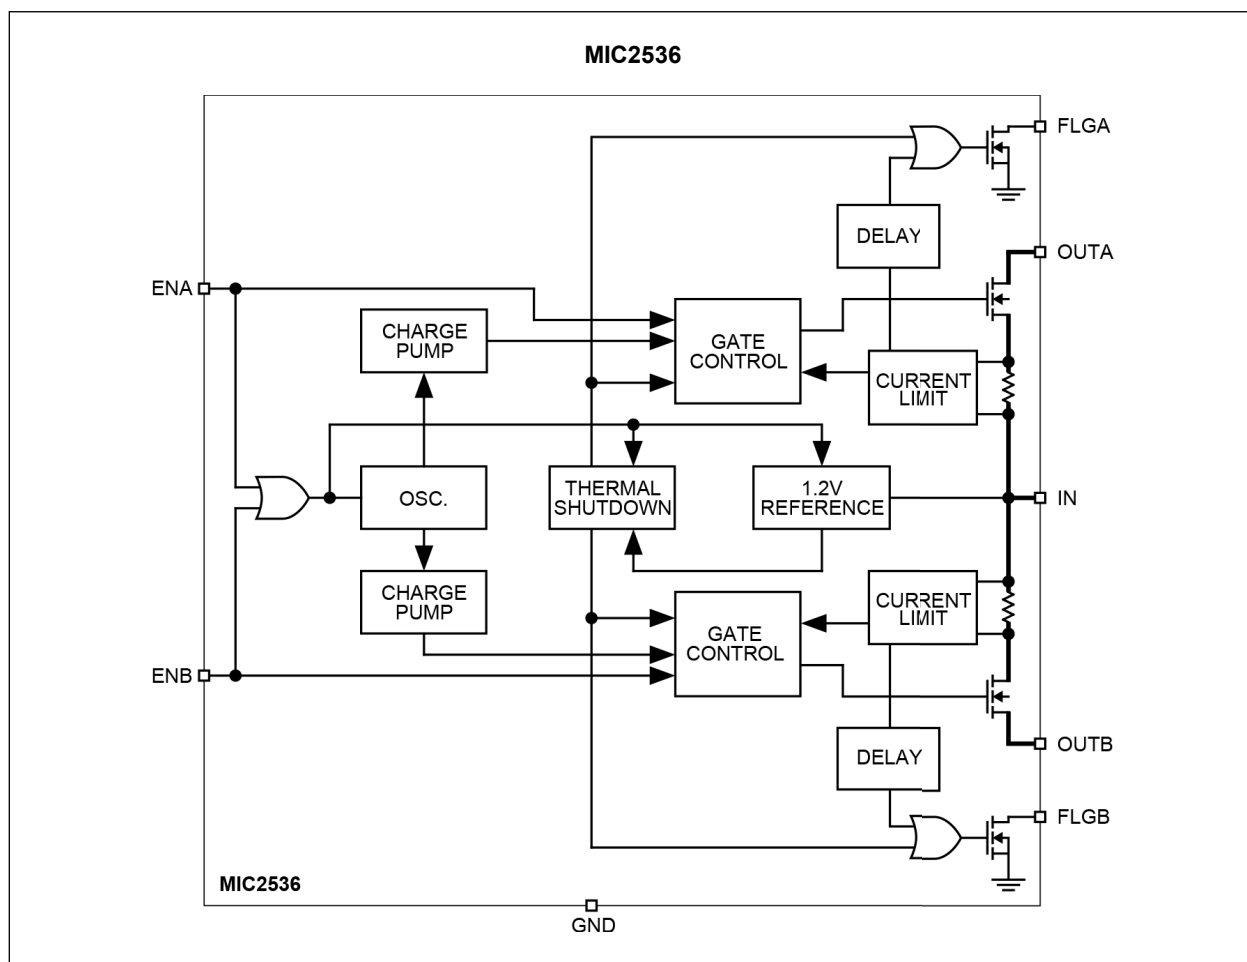 MIC2536
FLGA
DELAY
OUTA
ENA
CHARGE
PUMP
GATE
CONTROL
CURRENT
LIMIT
OSC.
THERMAL
SHUTDOWN
1.2V
REFERENCE
IN
CHARGE
PUMP
GATE
CONTROL
CURRENT
LIMIT
ENB
OUTB
DELAY
FLGB
MIC2536
GND